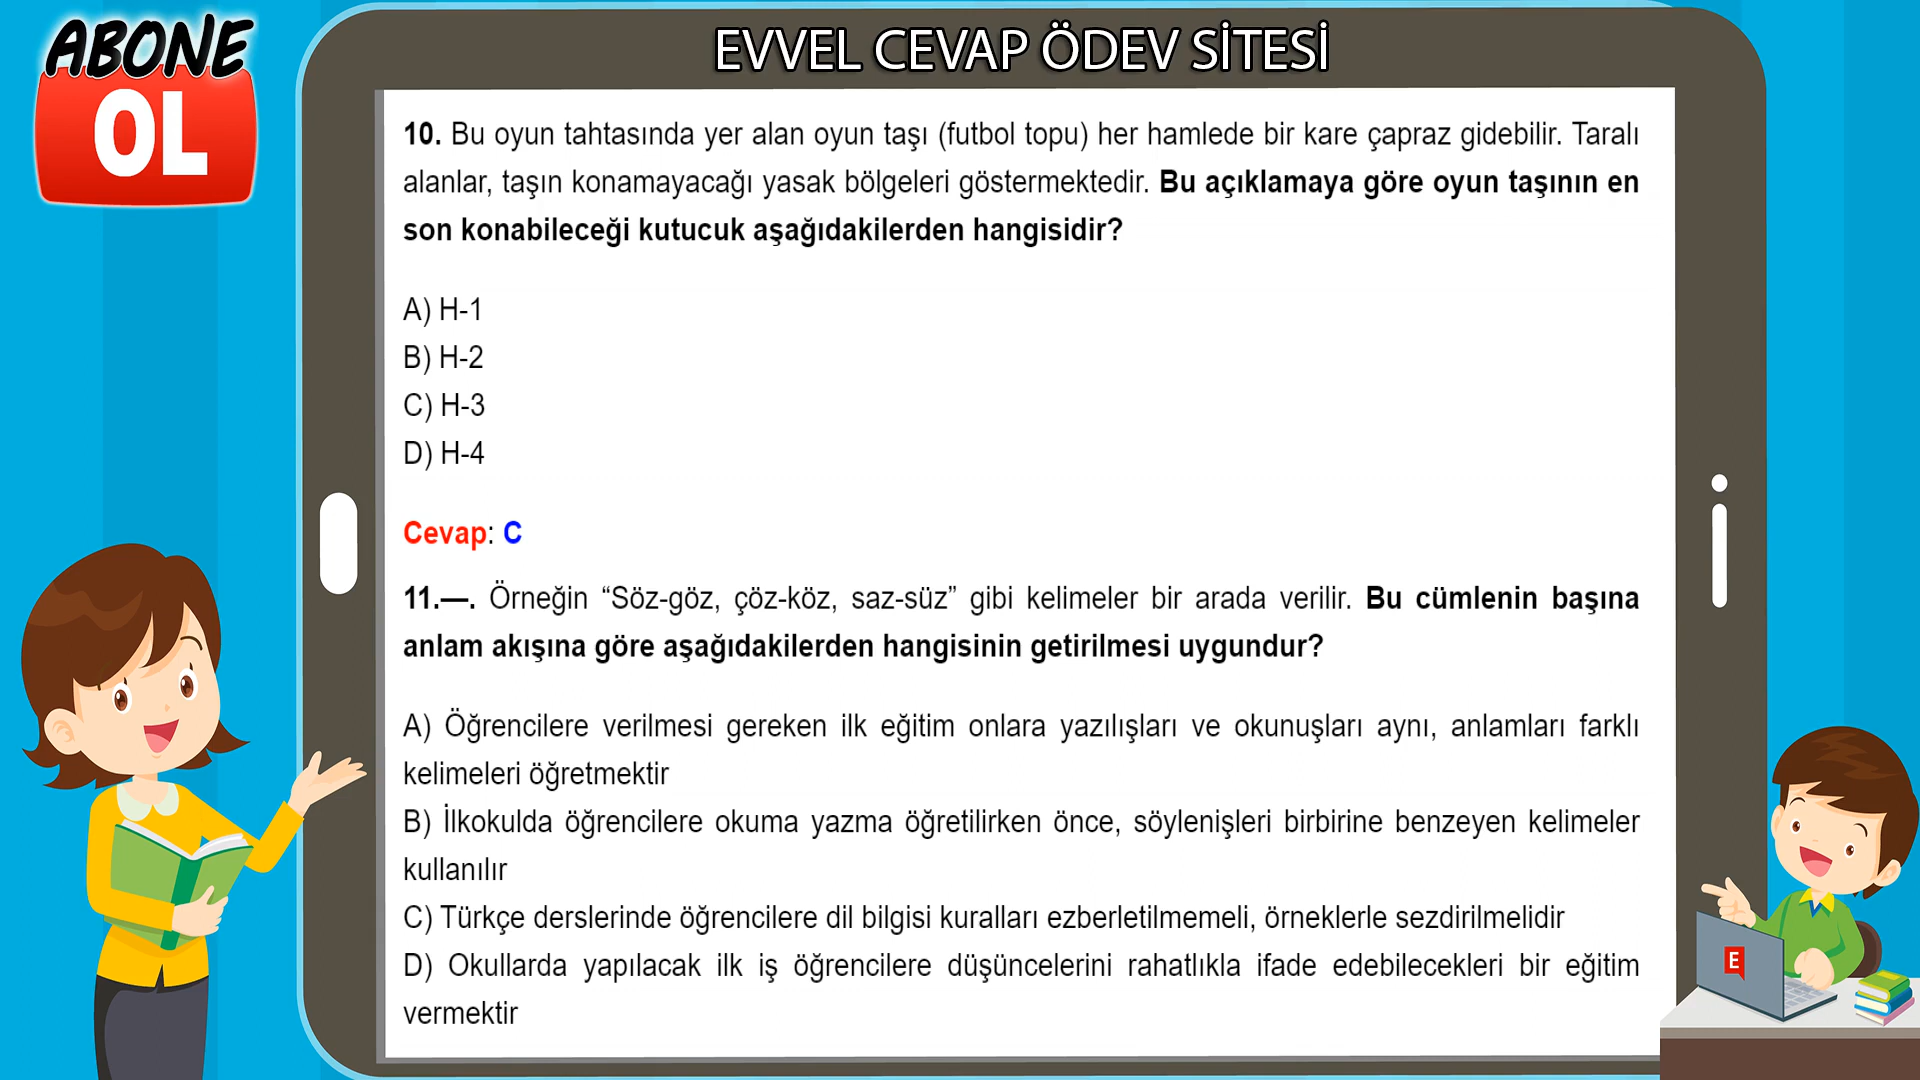 ABONE
OL
EVVEL CEVAP ÖDEV SİTESİ
10. Bu oyun tahtasında yer alan oyun taşı (futbol topu) her hamlede bir kare çapraz gidebilir. Taralı
alanlar, taşın konamayacağı yasak bölgeleri göstermektedir. Bu açıklamaya göre oyun taşının en
son konabileceği kutucuk aşağıdakilerden hangisidir?
A) H-1
B) H-2
C) H-3
D) H-4
Cevap: C
11.—. Örneğin “Söz-göz, çöz-köz, saz-süz” gibi kelimeler bir arada verilir. Bu cümlenin başına
anlam akışına göre aşağıdakilerden hangisinin getirilmesi uygundur?
A) Öğrencilere verilmesi gereken ilk eğitim onlara yazılışları ve okunuşları aynı, anlamları farklı
kelimeleri öğretmektir
B) İlkokulda öğrencilere okuma yazma öğretilirken önce, söylenişleri birbirine benzeyen kelimeler
kullanılır
C) Türkçe derslerinde öğrencilere dil bilgisi kuralları ezberletilmemeli, örneklerle sezdirilmelidir
D) Okullarda yapılacak ilk iş öğrencilere düşüncelerini rahatlıkla ifade edebilecekleri bir eğitim
vermektir
E